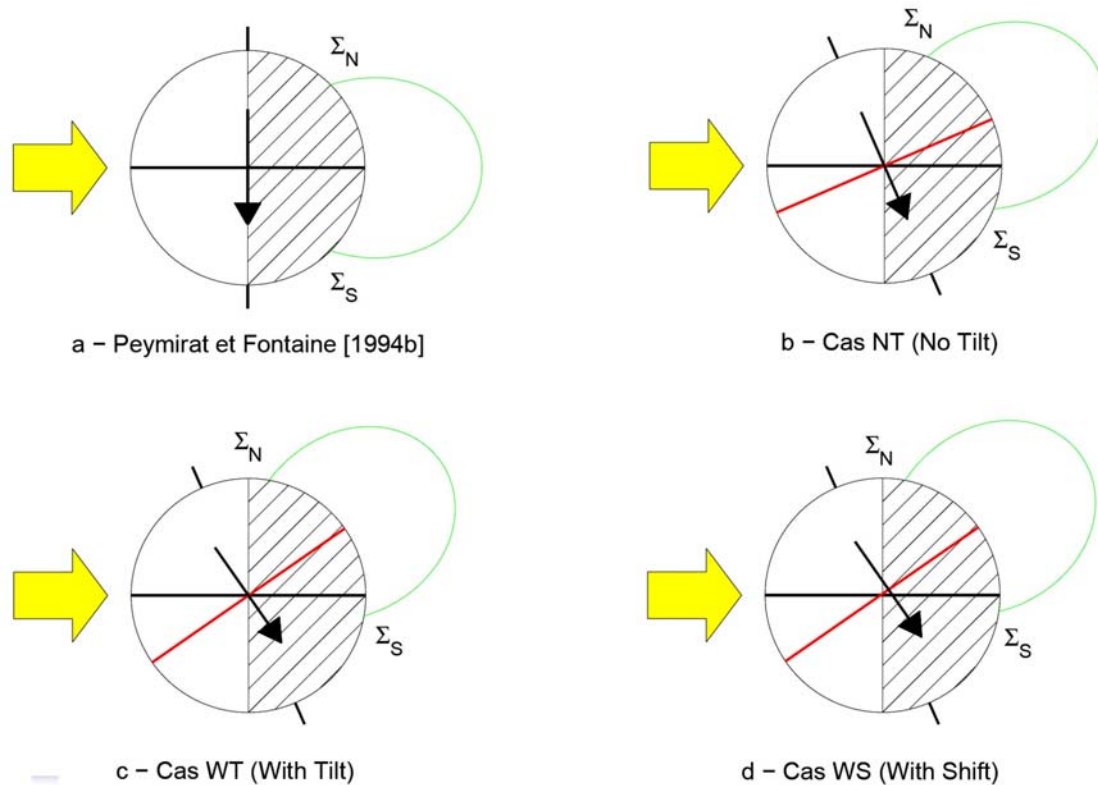 Σ_N
Σ_S
a – Peymirat et Fontaine [1994b]
Σ_N
Σ_S
b – Cas NT (No Tilt)
Σ_N
Σ_S
c – Cas WT (With Tilt)
Σ_N
Σ_S
d – Cas WS (With Shift)